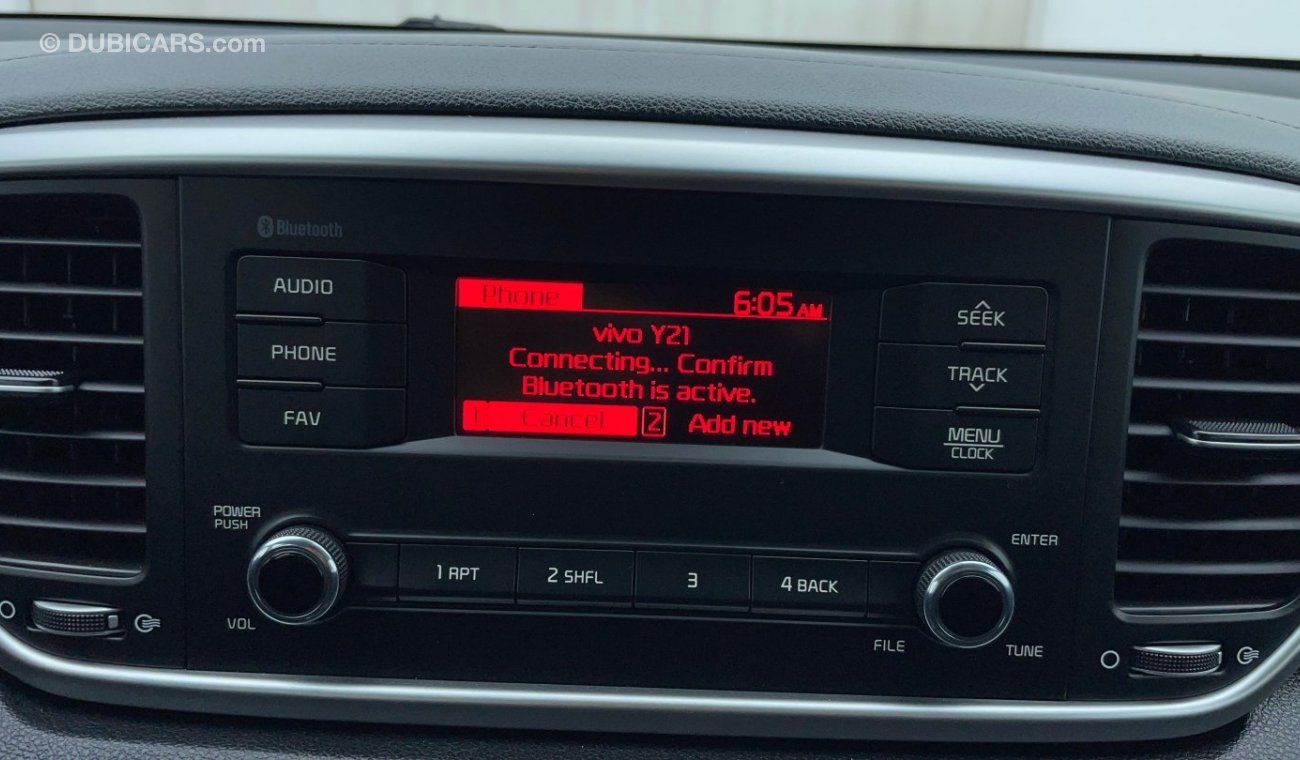 © DUBICARS.com
Bluetooth
AUDIO
PHONE
FAV
Phone 6:05 AM
vivo Y21
Connecting... Confirm
Bluetooth is active.
1 Cancel 2 Add new
SEEK
TRACK
MENU
CLOCK
POWER
PUSH
VOL
1 RPT
2 SHFL
3
4 BACK
ENTER
FILE
TUNE